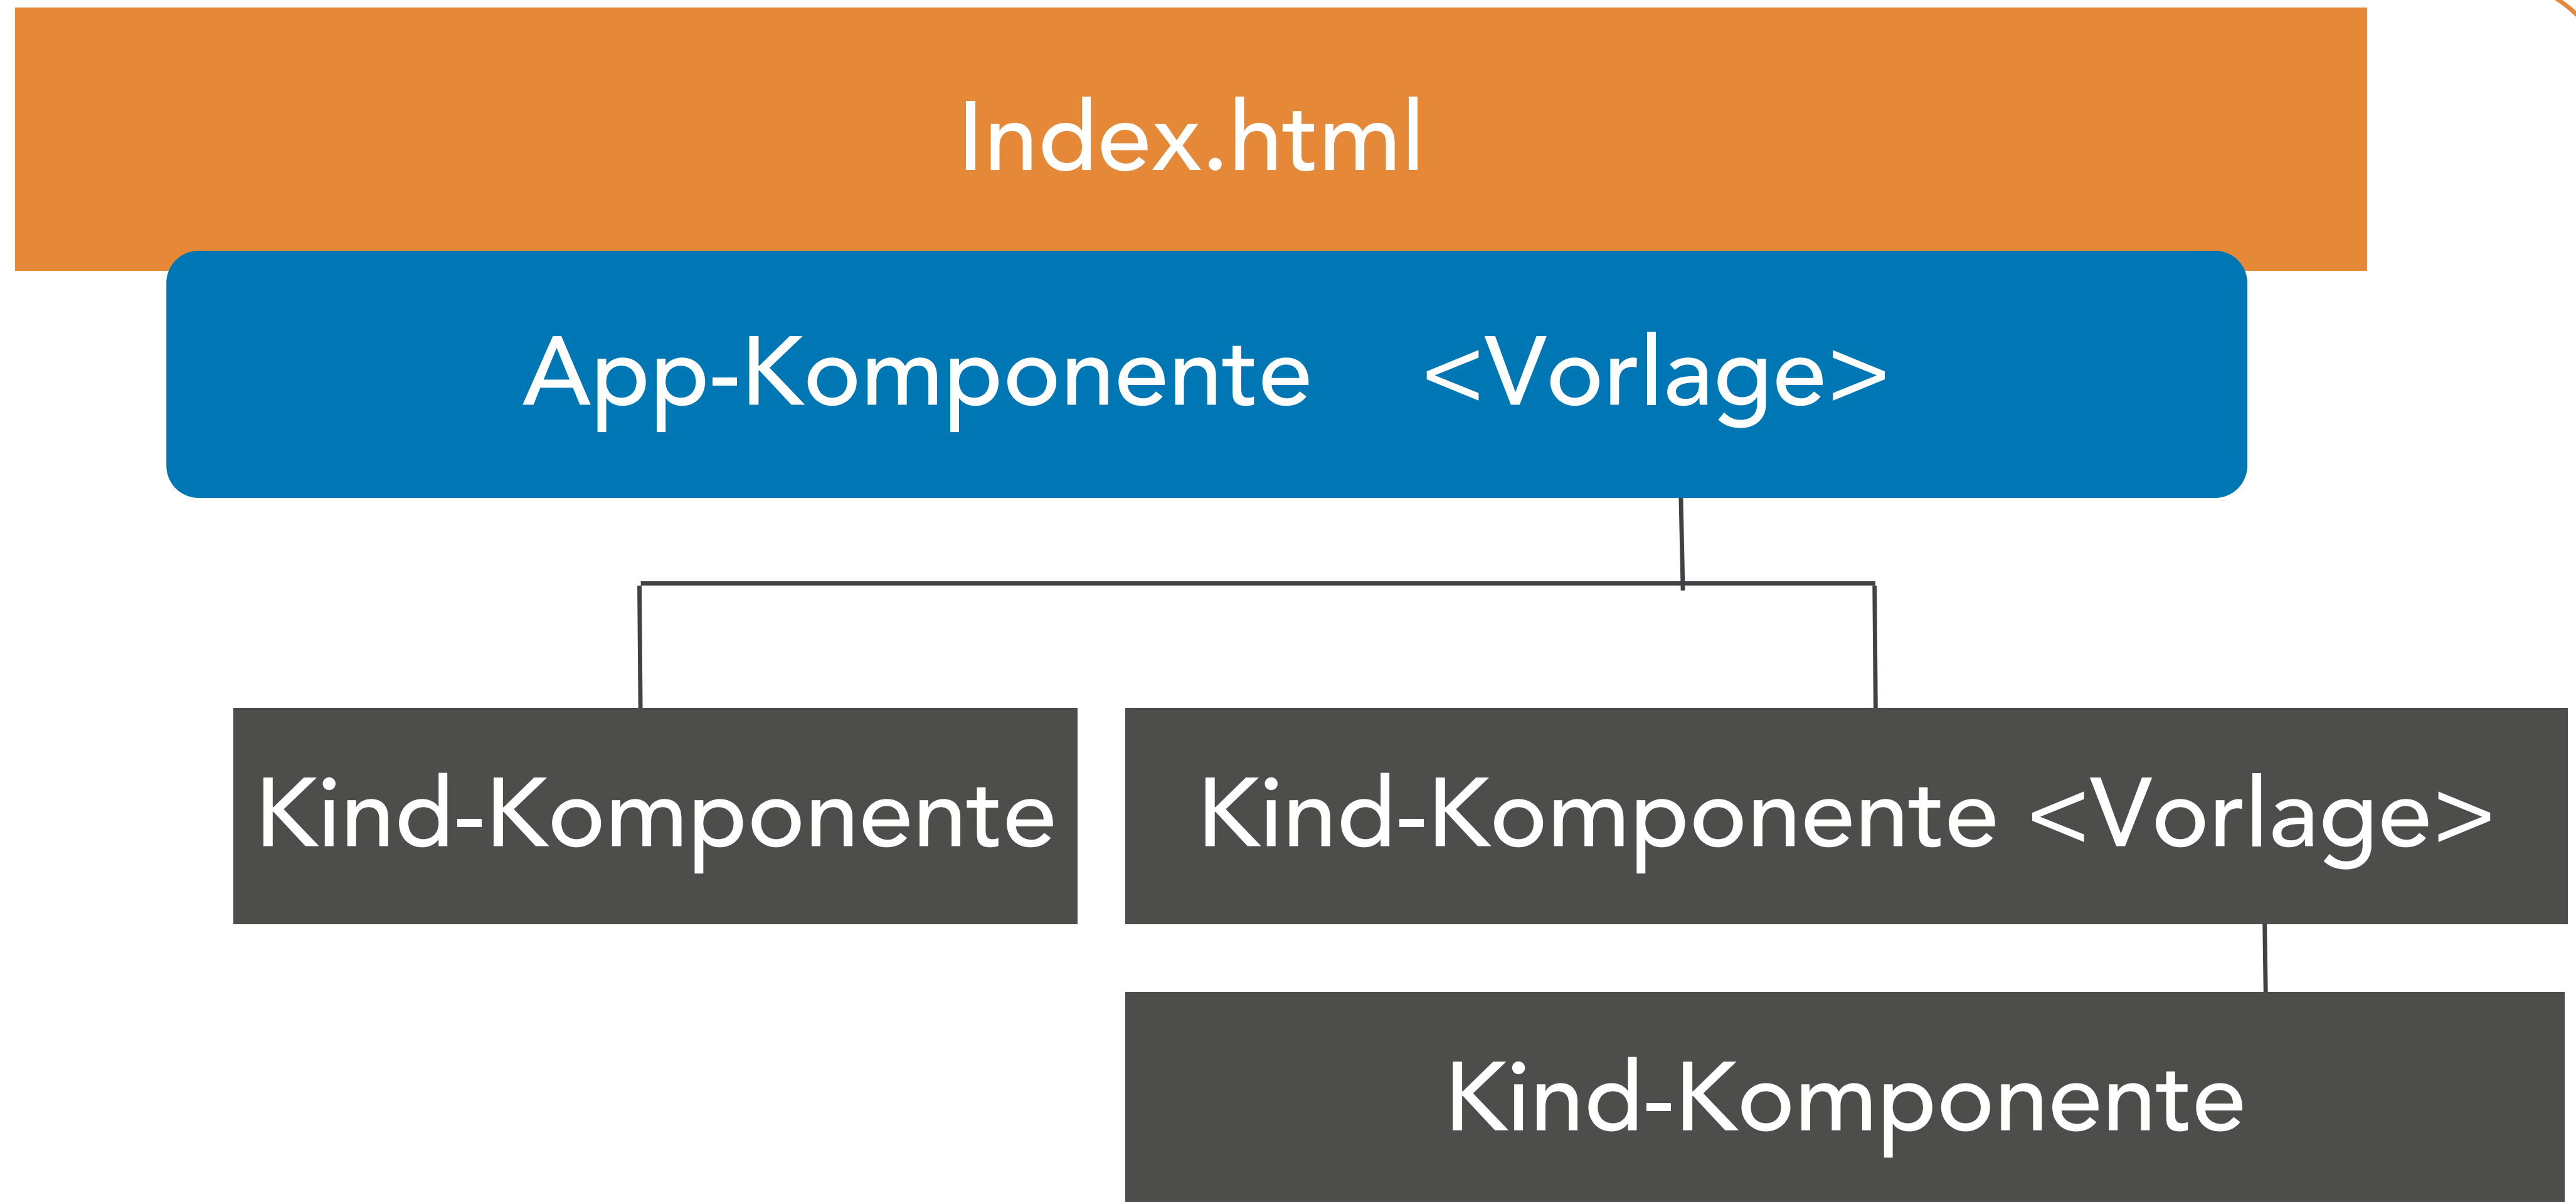 Index.html
App-Komponente <Vorlage>
Kind-Komponente
Kind-Komponente <Vorlage>
Kind-Komponente